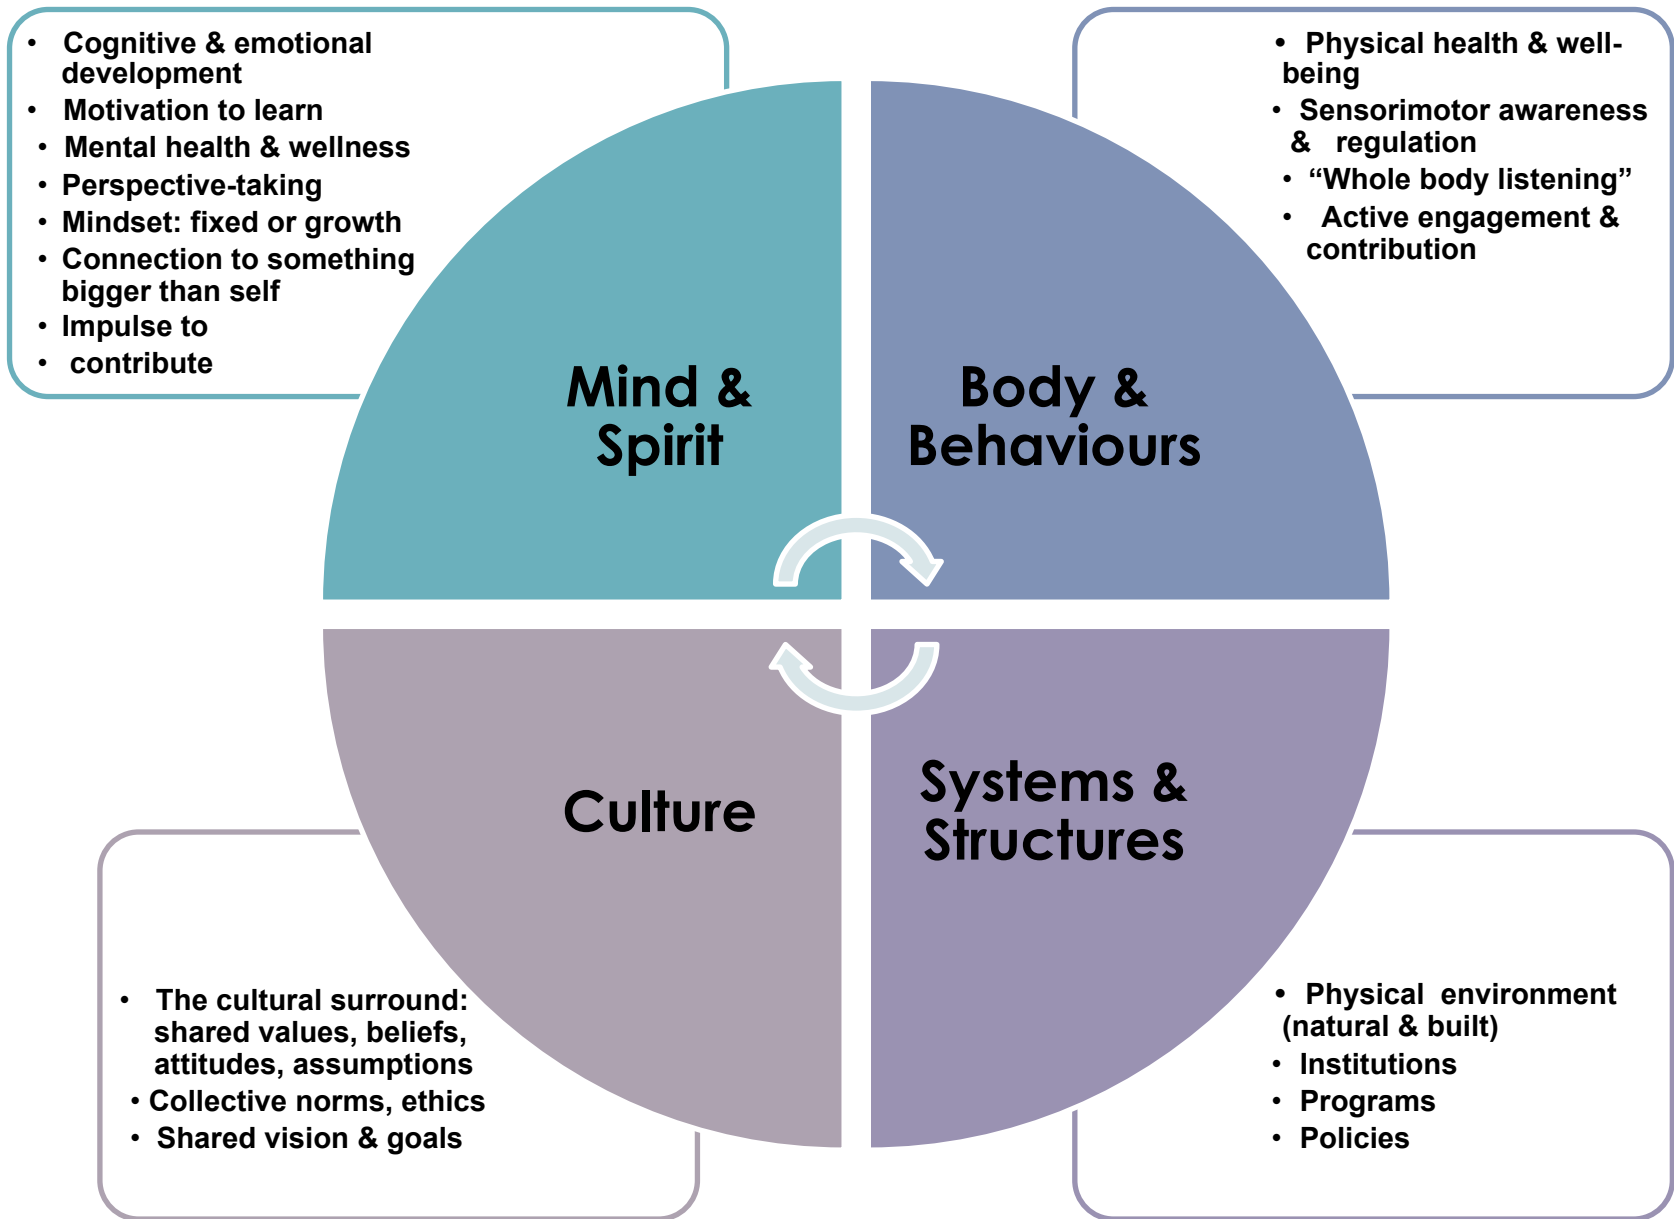 • Cognitive & emotional
development
• Motivation to learn
• Mental health & wellness
• Perspective-taking
• Mindset: fixed or growth
• Connection to something
bigger than self
• Impulse to
• contribute
• Physical health & well-
being
• Sensorimotor awareness
& regulation
• “Whole body listening”
• Active engagement &
contribution
Mind &
Spirit
Body &
Behaviours
Culture
Systems &
Structures
• The cultural surround:
shared values, beliefs,
attitudes, assumptions
• Collective norms, ethics
• Shared vision & goals
• Physical environment
(natural & built)
• Institutions
• Programs
• Policies